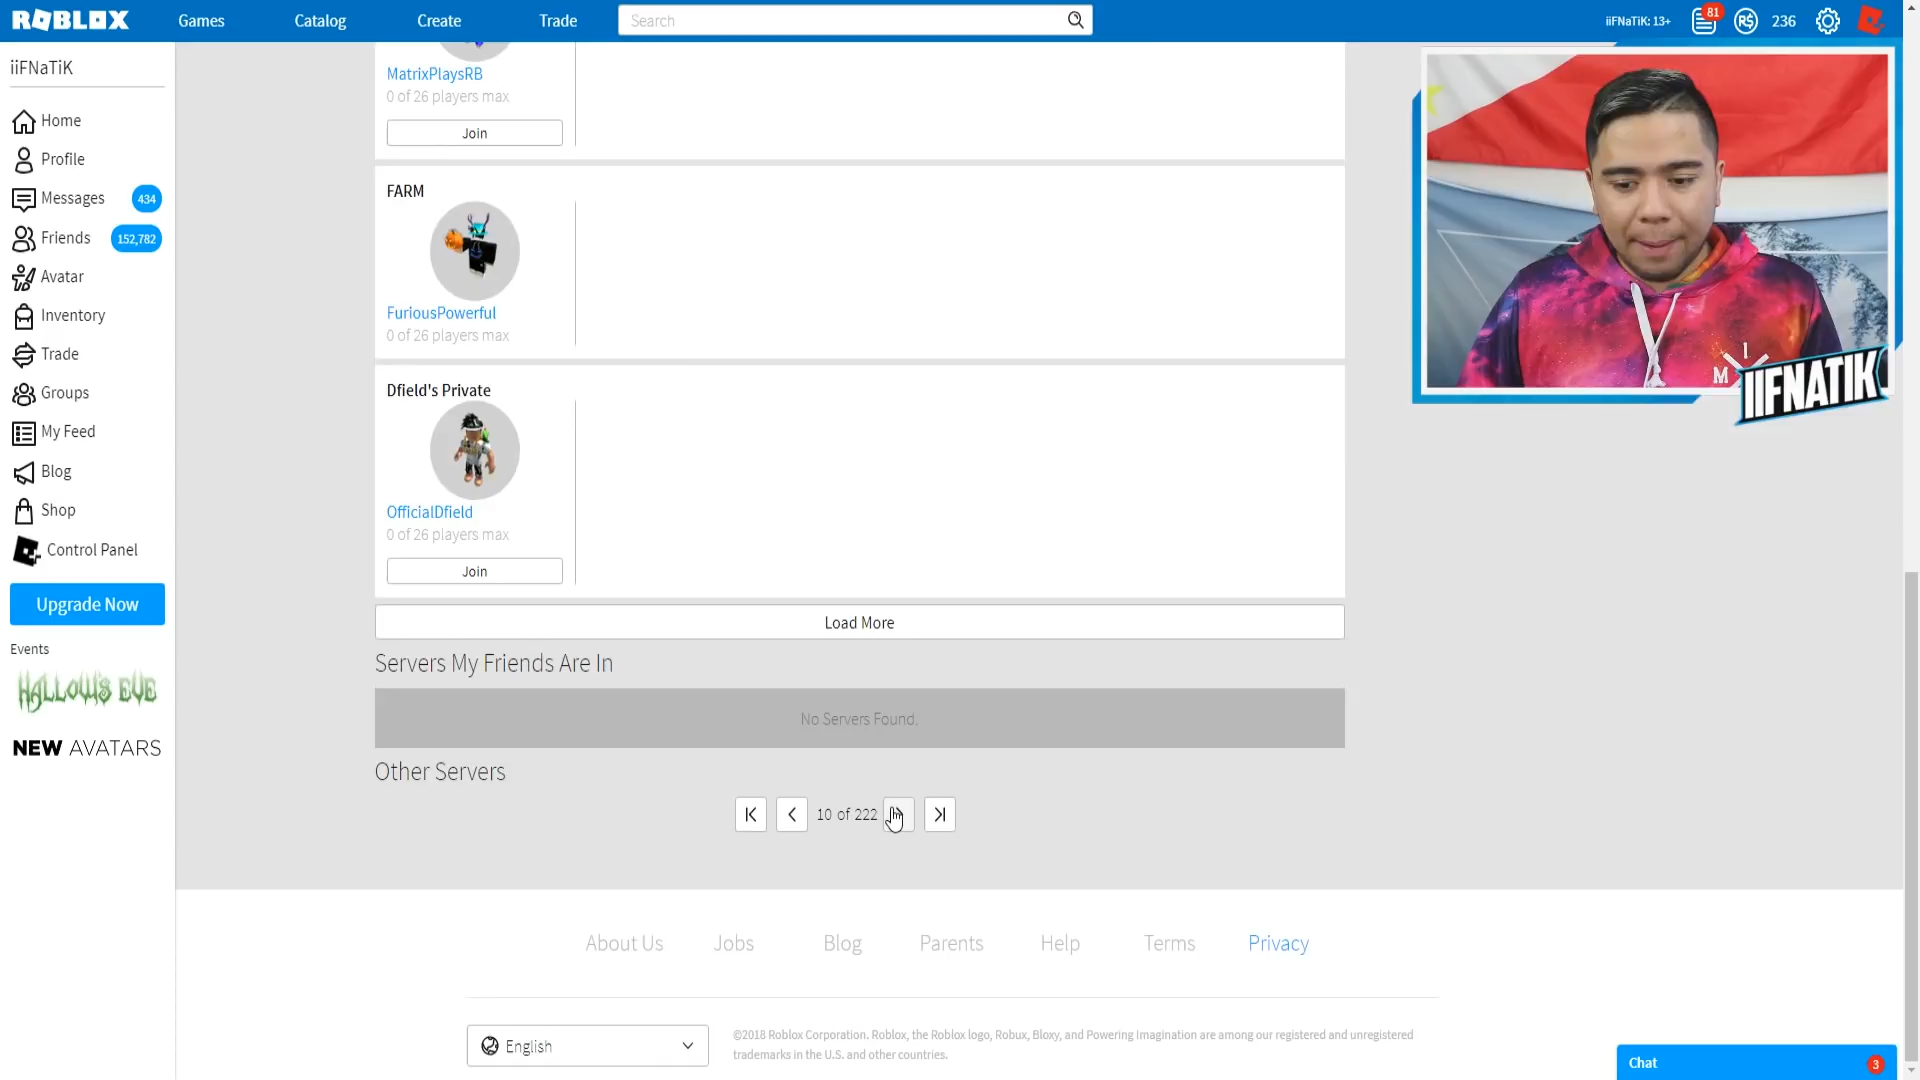 ROBLOX
Games
Catalog
Create
Trade
Search
iiFNaTiK: 13+
81
236
iiFNaTiK
Home
Profile
Messages
434
Friends
152,782
Avatar
Inventory
Trade
Groups
My Feed
Blog
Shop
Control Panel
Upgrade Now
Events
HALLOW'S EVE
NEW AVATARS
MatrixPlaysRB
0 of 26 players max
Join
FARM
FuriousPowerful
0 of 26 players max
Dfield's Private
OfficialDfield
0 of 26 players max
Join
Load More
Servers My Friends Are In
No Servers Found.
Other Servers
10 of 222
About Us
Jobs
Blog
Parents
Help
Terms
Privacy
English
©2018 Roblox Corporation. Roblox, the Roblox logo, Robux, Bloxy, and Powering Imagination are among our registered and unregistered
trademarks in the U.S. and other countries.
Chat
3
M I
IIFNATIK